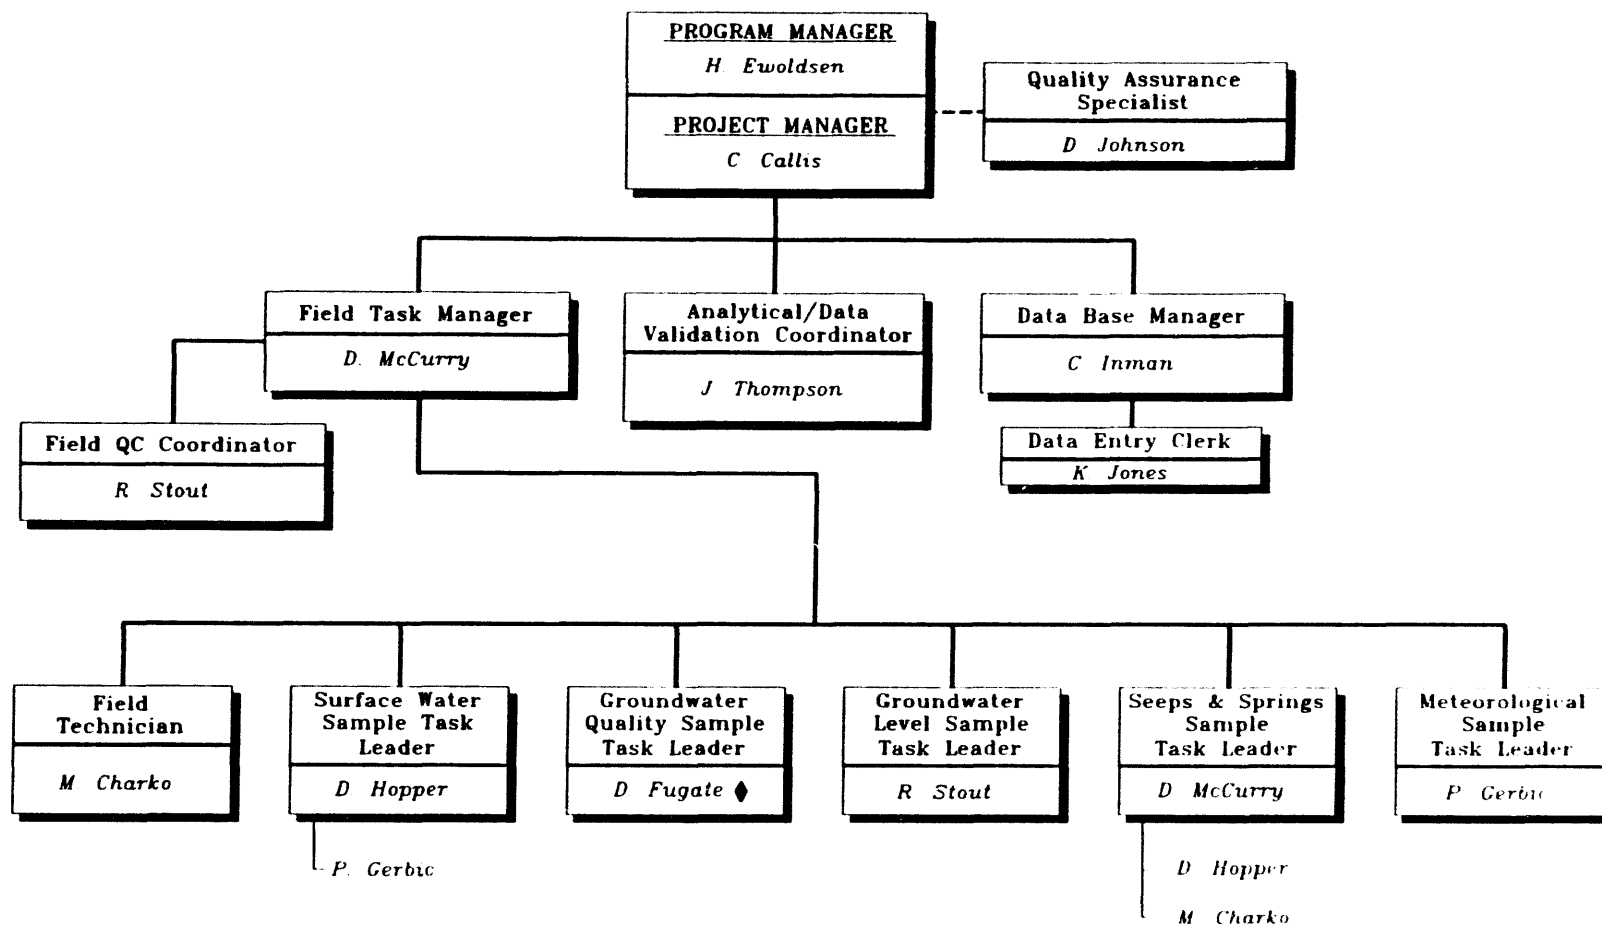 PROGRAM MANAGER
H. Ewoldsen
PROJECT MANAGER
C Callis
Quality Assurance
Specialist
D Johnson
Field Task Manager
D. McCurry
Analytical/Data
Validation Coordinator
J Thompson
Data Base Manager
C Inman
Field QC Coordinator
R Stout
Data Entry Clerk
K Jones
Field
Technician
M Charko
Surface Water
Sample Task
Leader
D Hopper
P. Gerbic
Groundwater
Quality Sample
Task Leader
D Fugate ♦
Groundwater
Level Sample
Task Leader
R Stout
Seeps & Springs
Sample
Task Leader
D McCurry
D Hopper
M Charko
Meteorological
Sample
Task Leader
P Gerbic